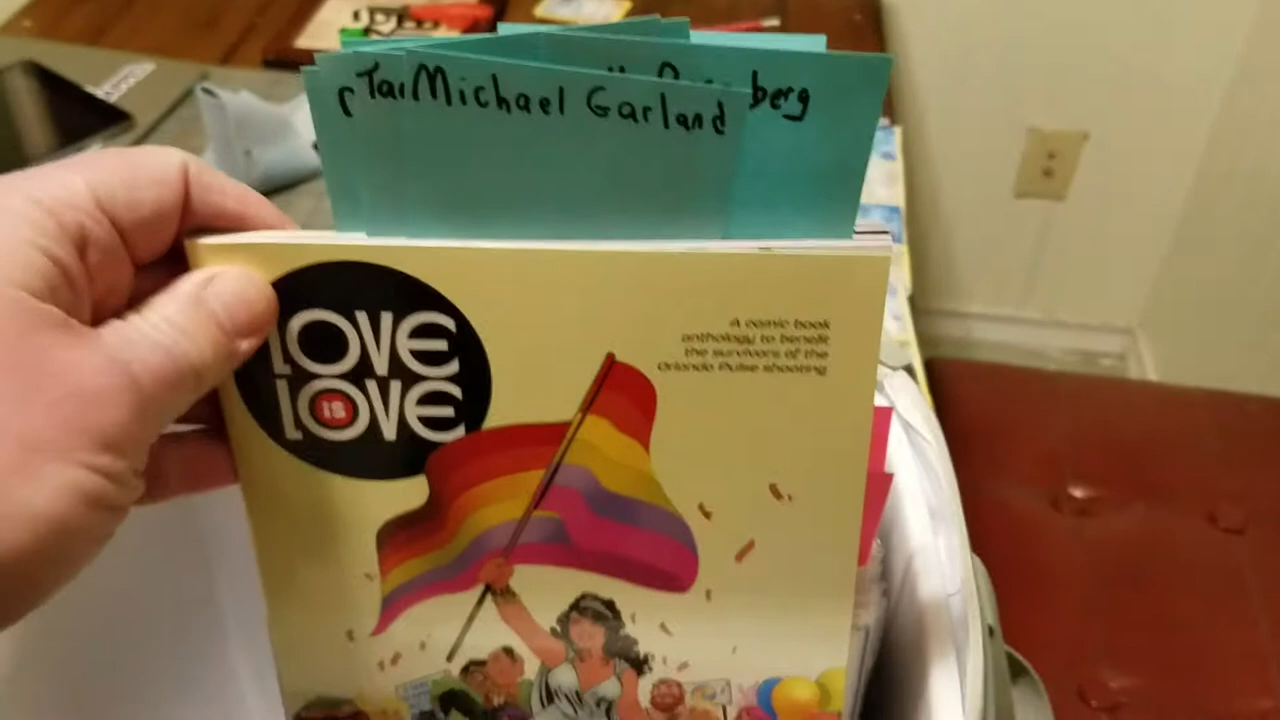 Tai Michael Garland berg
LOVE
IS
LOVE
A comic book
anthology to benefit
the survivors of the
Orlando Pulse shooting